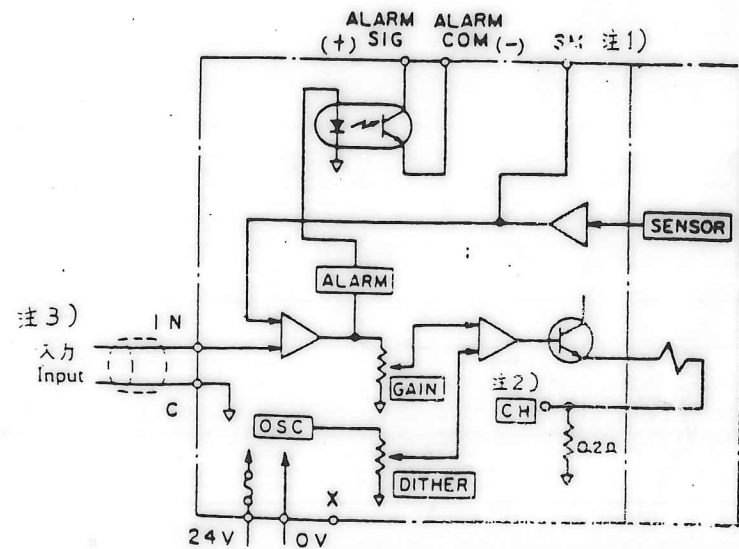 ALARM ALARM
(+) SIG COM (-) SM 注1)
SENSOR
ALARM
注3) IN
入力
Input
C
GAIN
注2)
CH
OSC
0.2Ω
DITHER
X
24V 0V